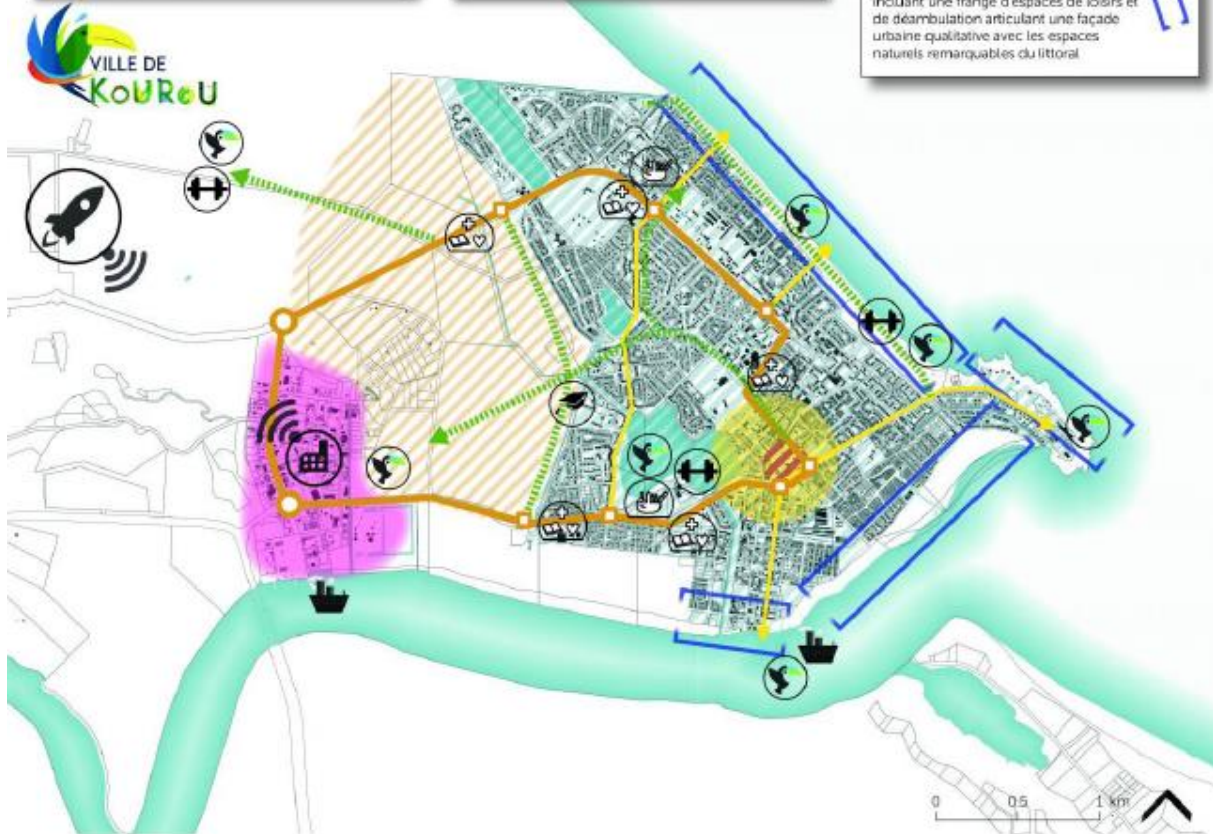 incluant une frange d'espaces de loisirs et
de déambulation articulant une façade
urbaine qualitative avec les espaces
naturels remarquables du littoral
VILLE DE
KOUROU
0 0.5 1 km